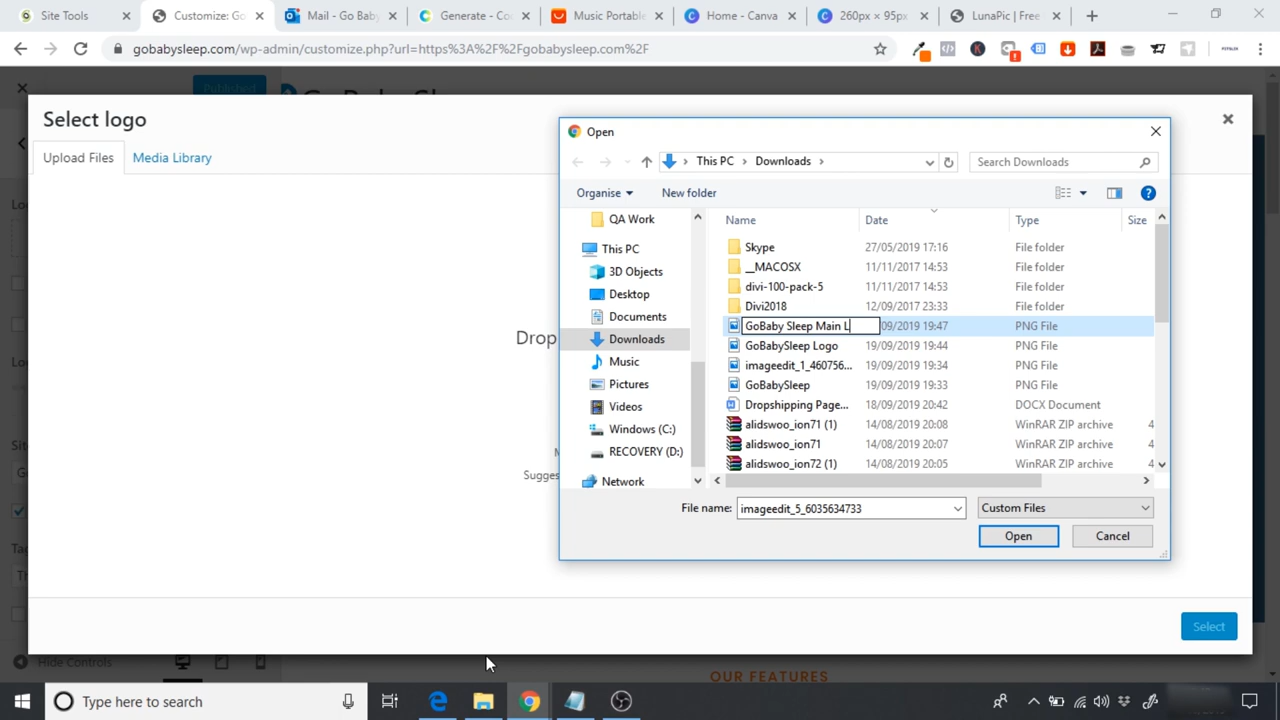 Site Tools
Customize: Go
Mail - Go Baby
Generate - Co
Music Portable
Home - Canva
260px × 95px
LunaPic | Free
gobabysleep.com/wp-admin/customize.php?url=https%3A%2F%2Fgobabysleep.com%2F
Published
Select logo
Upload Files
Media Library
Drop
Sugges
Select
Open
This PC
Downloads
Search Downloads
Organise
New folder
Name
Date
Type
Size
QA Work
This PC
3D Objects
Desktop
Documents
Downloads
Music
Pictures
Videos
Windows (C:)
RECOVERY (D:)
Network
Skype 27/05/2019 17:16 File folder
__MACOSX 11/11/2017 14:53 File folder
divi-100-pack-5 11/11/2017 14:53 File folder
Divi2018 12/09/2017 23:33 File folder
GoBaby Sleep Main L 09/2019 19:47 PNG File
GoBabySleep Logo 19/09/2019 19:44 PNG File
imageedit_1_460756... 19/09/2019 19:34 PNG File
GoBabySleep 19/09/2019 19:33 PNG File
Dropshipping Page... 18/09/2019 20:42 DOCX Document
alidswoo_ion71 (1) 14/08/2019 20:08 WinRAR ZIP archive 4
alidswoo_ion71 14/08/2019 20:07 WinRAR ZIP archive 4
alidswoo_ion72 (1) 14/08/2019 20:05 WinRAR ZIP archive 4
File name: imageedit_5_6035634733
Custom Files
Open
Cancel
Hide Controls
OUR FEATURES
Type here to search